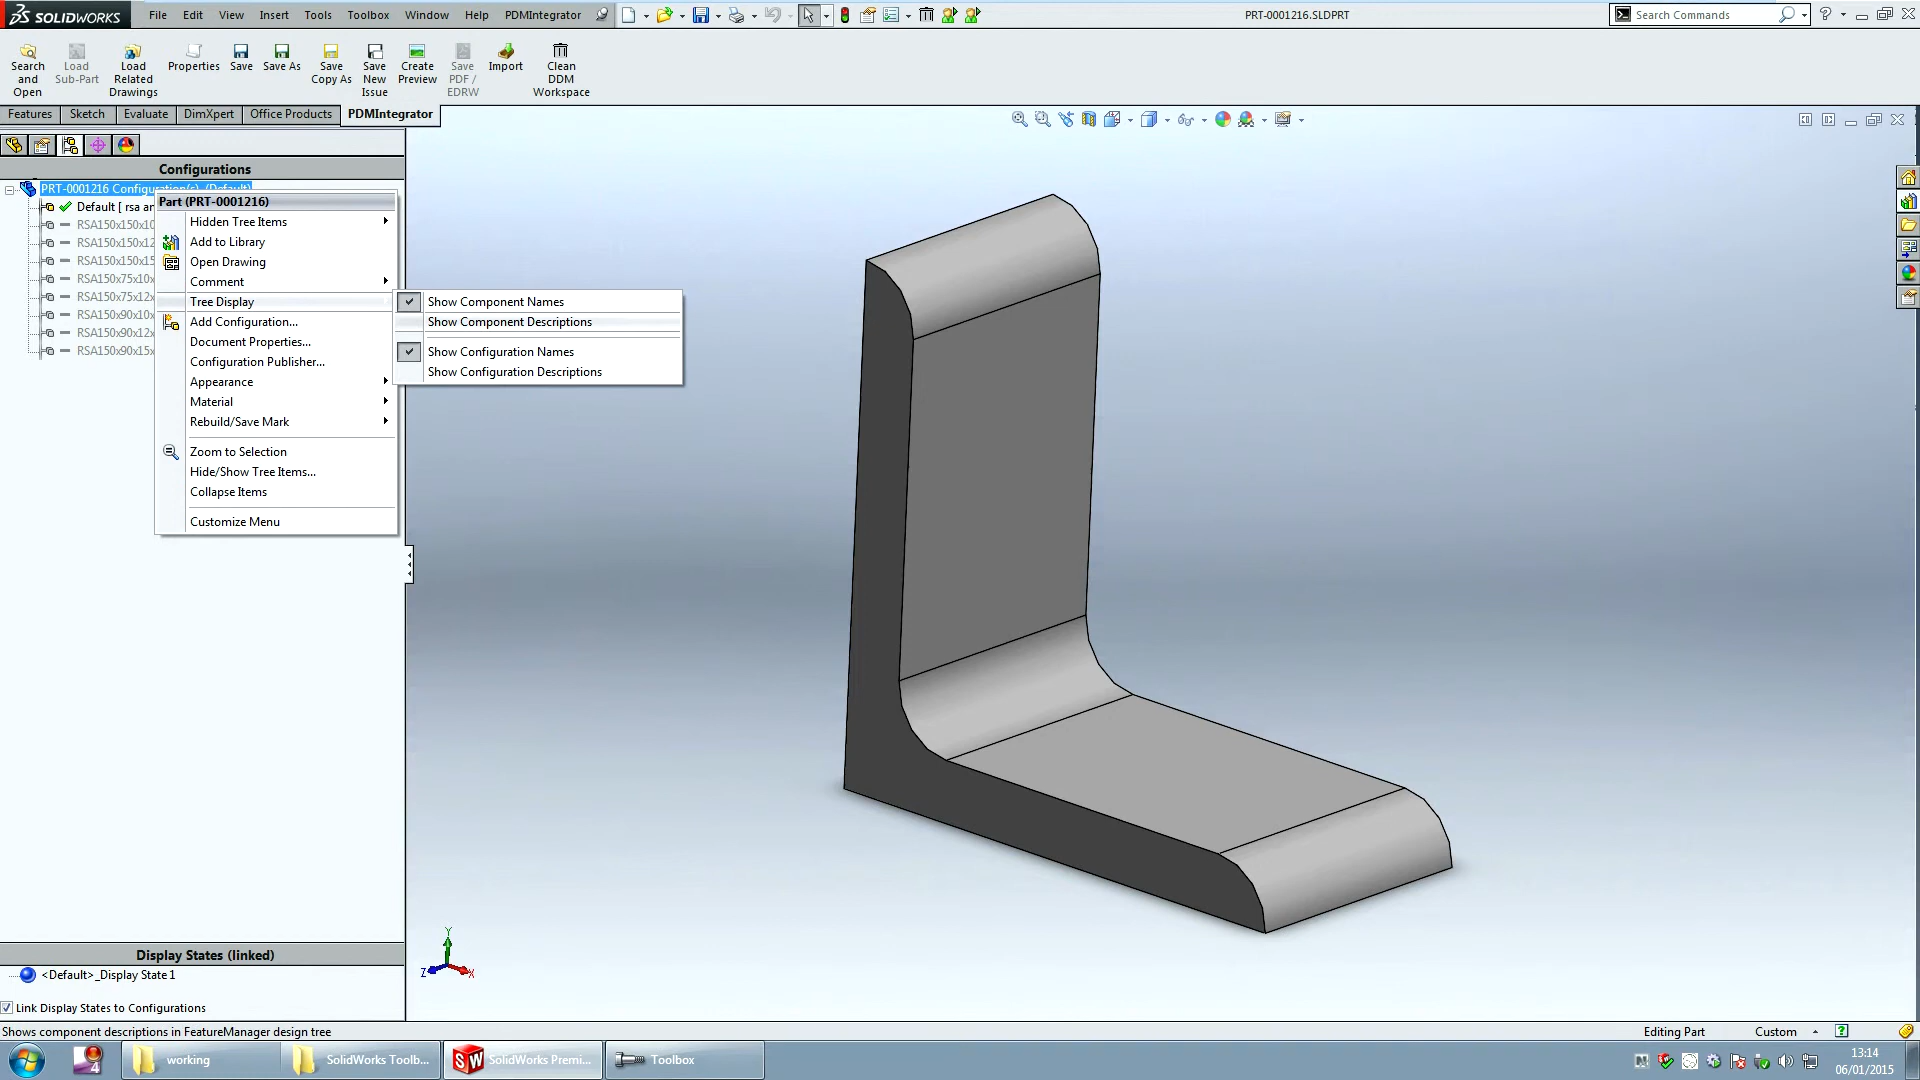 SOLIDWORKS File Edit View Insert Tools Toolbox Window Help PDMIntegrator PRT-0001216.SLDPRT Search Commands
Search and Open
Load Sub-Part
Load Related Drawings
Properties
Save
Save As
Save Copy As
Save New Issue
Create Preview
Save PDF / EDRW
Import
Clean DDM Workspace
Features Sketch Evaluate DimXpert Office Products PDMIntegrator
Configurations
PRT-0001216 Configuration(s) (Default)
Default [ rsa an
RSA150x150x10
RSA150x150x12
RSA150x150x15
RSA150x75x10x
RSA150x75x12x
RSA150x90x10x
RSA150x90x12x
RSA150x90x15x
Part (PRT-0001216)
Hidden Tree Items
Add to Library
Open Drawing
Comment
Tree Display
Add Configuration...
Document Properties...
Configuration Publisher...
Appearance
Material
Rebuild/Save Mark
Zoom to Selection
Hide/Show Tree Items...
Collapse Items
Customize Menu
Show Component Names
Show Component Descriptions
Show Configuration Names
Show Configuration Descriptions
Y
Z X
Display States (linked)
<Default>_Display State 1
Link Display States to Configurations
Shows component descriptions in FeatureManager design tree Editing Part Custom
4 working SolidWorks Toolb... SolidWorks Premi... Toolbox
13:14
06/01/2015